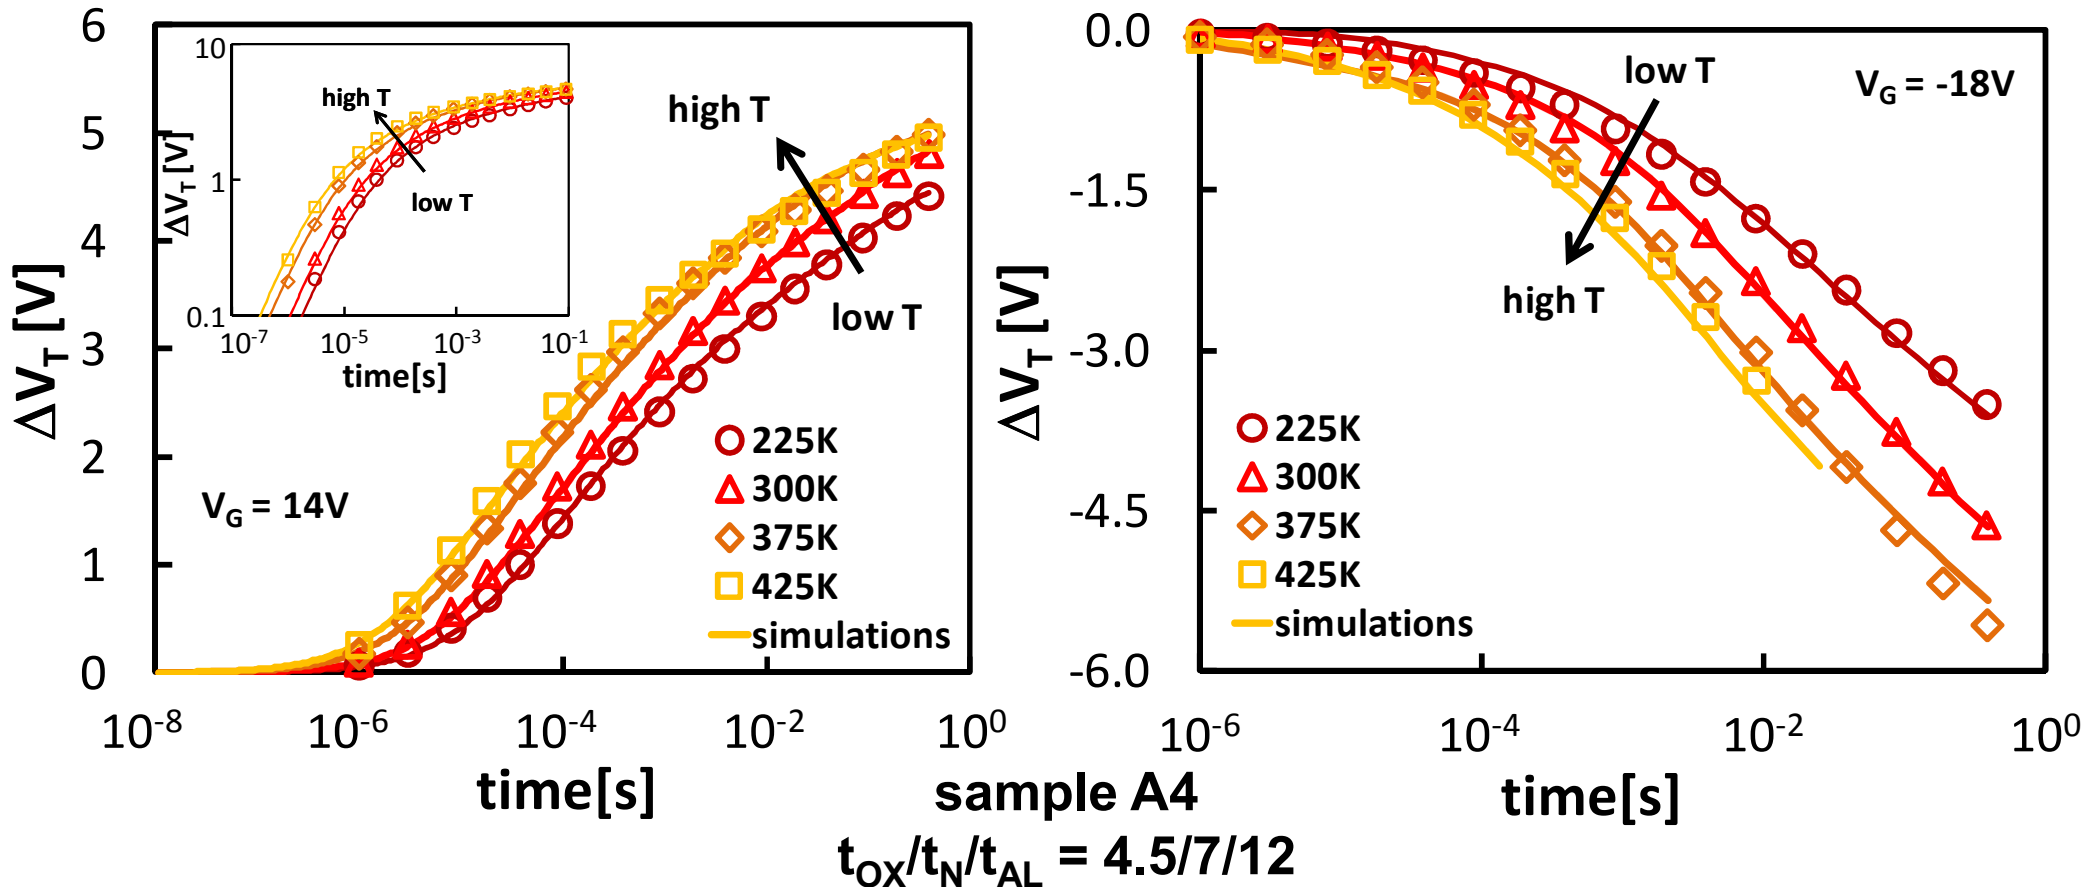 6
5
4
3
2
1
0
ΔV_T [V]
10
1
0.1
ΔV_T [V]
high T
low T
10^-7 10^-5 10^-3 10^-1
time[s]
high T
low T
V_G = 14V
225K
300K
375K
425K
simulations
10^-8 10^-6 10^-4 10^-2 10^0
time[s]
0.0
-1.5
-3.0
-4.5
-6.0
ΔV_T [V]
low T
V_G = -18V
high T
225K
300K
375K
425K
simulations
10^-6 10^-4 10^-2 10^0
time[s]
sample A4
t_OX/t_N/t_AL = 4.5/7/12